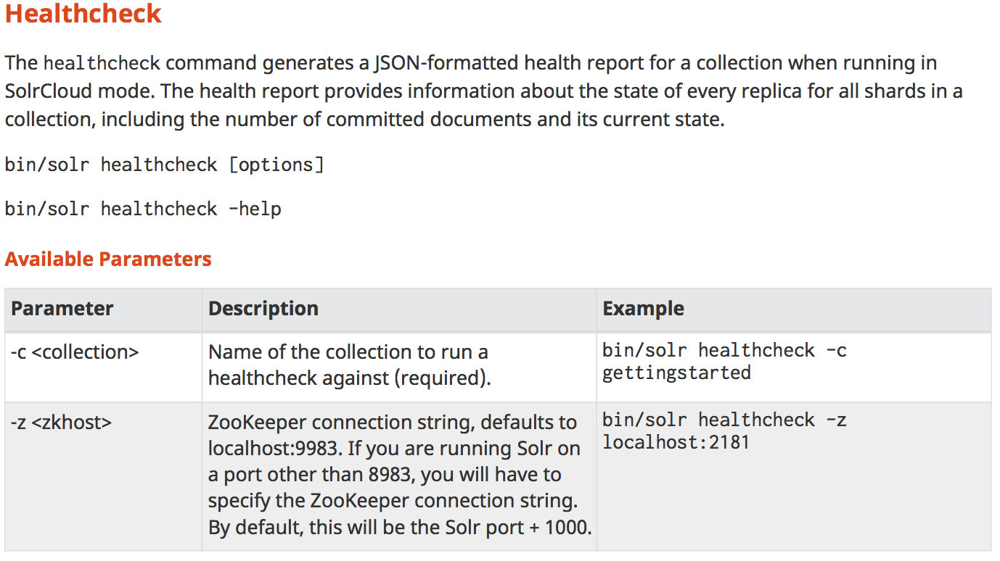 Healthcheck
The healthcheck command generates a JSON-formatted health report for a collection when running in
SolrCloud mode. The health report provides information about the state of every replica for all shards in a
collection, including the number of committed documents and its current state.
bin/solr healthcheck [options]
bin/solr healthcheck -help
Available Parameters
Parameter Description Example
-c <collection>
Name of the collection to run a
healthcheck against (required).
bin/solr healthcheck -c
gettingstarted
-z <zkhost>
ZooKeeper connection string, defaults to
localhost:9983. If you are running Solr on
a port other than 8983, you will have to
specify the ZooKeeper connection string.
By default, this will be the Solr port + 1000.
bin/solr healthcheck -z
localhost:2181